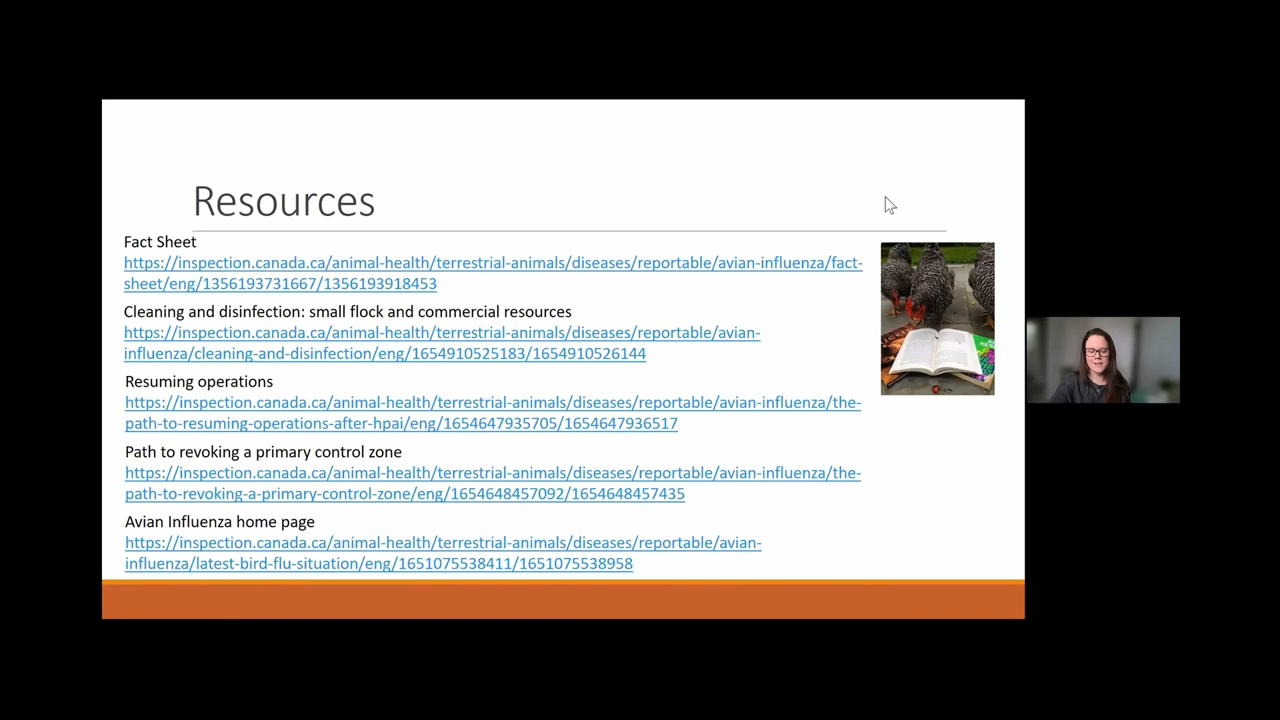 Resources
Fact Sheet
https://inspection.canada.ca/animal-health/terrestrial-animals/diseases/reportable/avian-influenza/fact-
sheet/eng/1356193731667/1356193918453
Cleaning and disinfection: small flock and commercial resources
https://inspection.canada.ca/animal-health/terrestrial-animals/diseases/reportable/avian-
influenza/cleaning-and-disinfection/eng/1654910525183/1654910526144
Resuming operations
https://inspection.canada.ca/animal-health/terrestrial-animals/diseases/reportable/avian-influenza/the-
path-to-resuming-operations-after-hpai/eng/1654647935705/1654647936517
Path to revoking a primary control zone
https://inspection.canada.ca/animal-health/terrestrial-animals/diseases/reportable/avian-influenza/the-
path-to-revoking-a-primary-control-zone/eng/1654648457092/1654648457435
Avian Influenza home page
https://inspection.canada.ca/animal-health/terrestrial-animals/diseases/reportable/avian-
influenza/latest-bird-flu-situation/eng/1651075538411/1651075538958